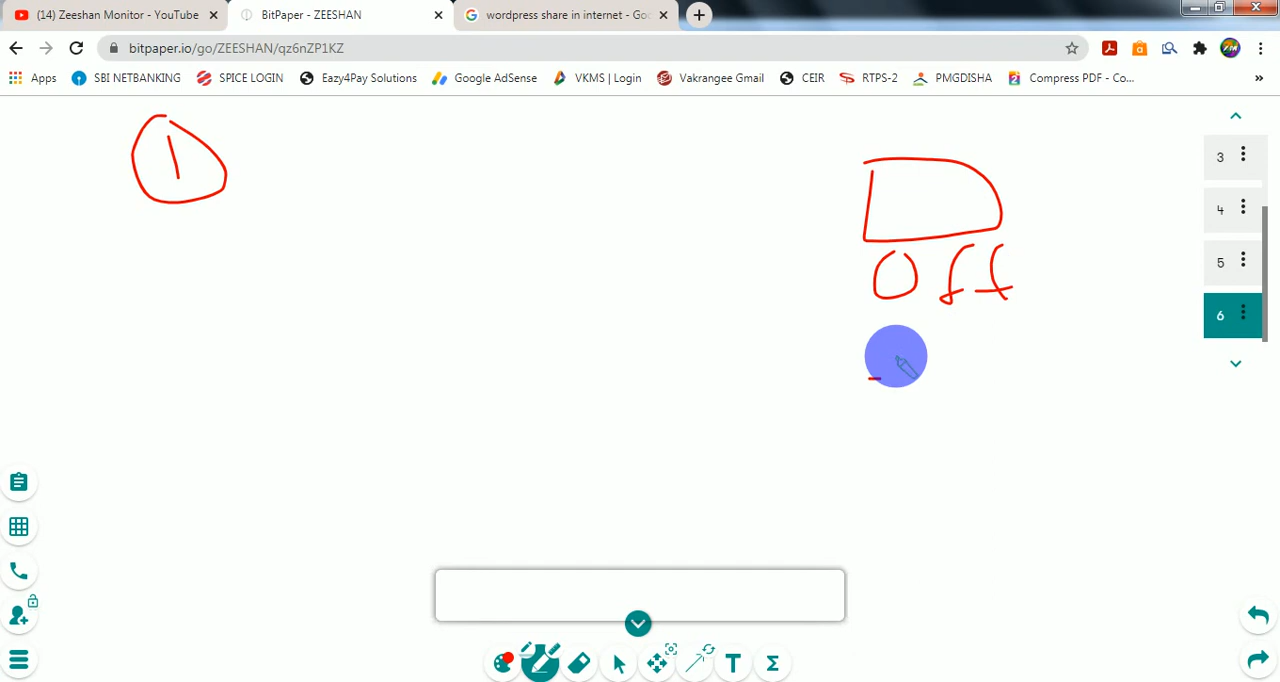 (14) Zeeshan Monitor - YouTube
BitPaper - ZEESHAN
wordpress share in internet - Goo
bitpaper.io/go/ZEESHAN/qz6nZP1KZ
Apps SBI NETBANKING SPICE LOGIN Easy4Pay Solutions Google AdSense VKMS | Login Vakrangee Gmail CEIR RTPS-2 PMGDISHA Compress PDF - Co... »
1
Off
3
4
5
6
T Σ